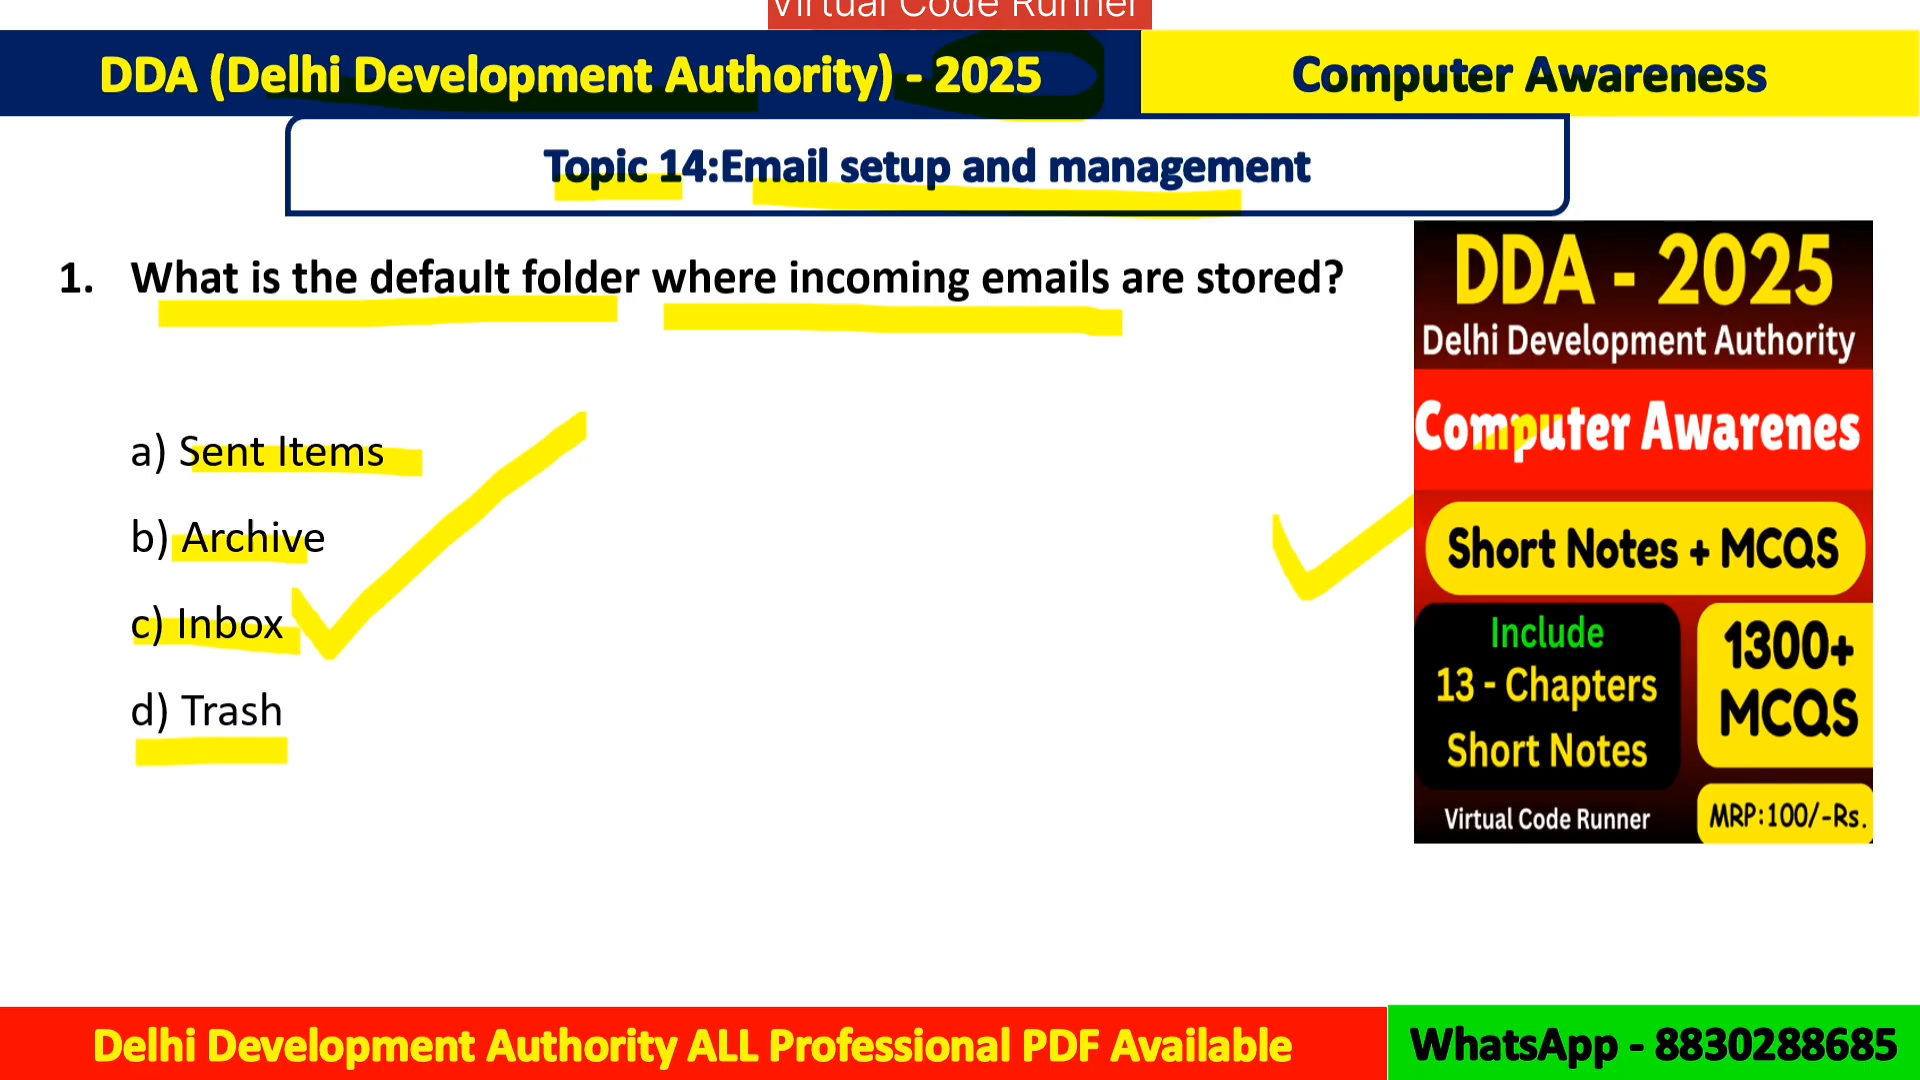 Virtual Code Runner
DDA (Delhi Development Authority) - 2025
Computer Awareness
Topic 14:Email setup and management
1. What is the default folder where incoming emails are stored?
a) Sent Items
b) Archive
c) Inbox
d) Trash
DDA - 2025
Delhi Development Authority
Computer Awarenes
Short Notes + MCQS
Include
13 - Chapters
Short Notes
1300+
MCQS
Virtual Code Runner
MRP:100/-Rs.
Delhi Development Authority ALL Professional PDF Available
WhatsApp - 8830288685